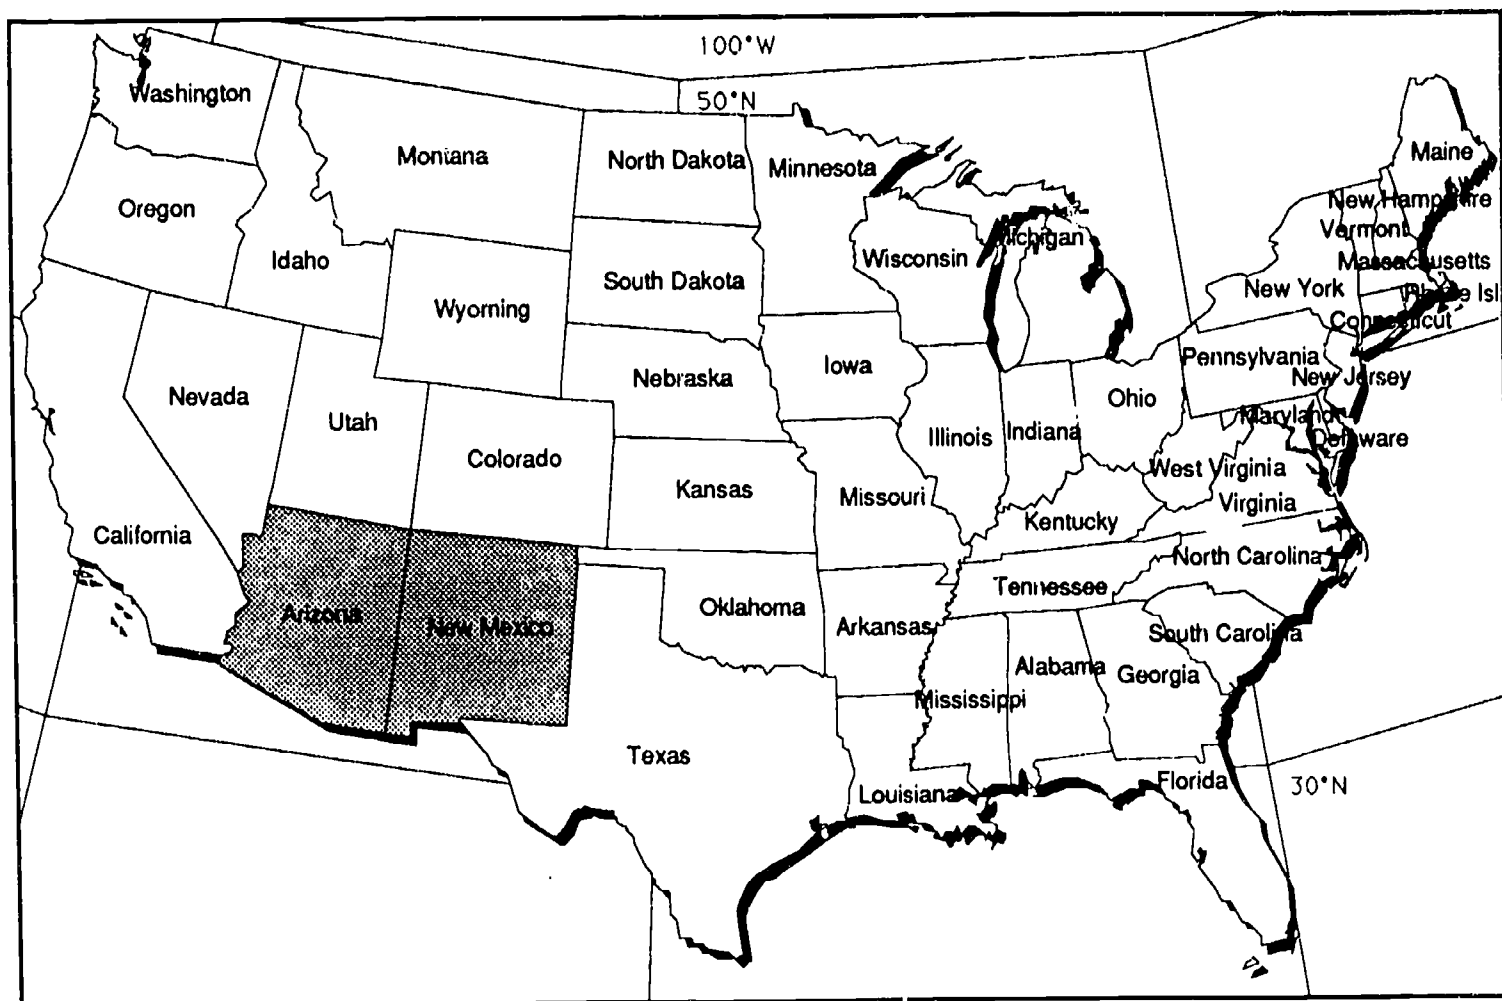 100°W
50°N
Washington
Montana
North Dakota
Minnesota
Maine
Oregon
New Hampshire
Vermont
Idaho
Wisconsin
Michigan
Massachusetts
South Dakota
New York
Rhode Isl
Wyoming
Connecticut
Iowa
Pennsylvania
Nebraska
New Jersey
Nevada
Ohio
Utah
Maryland
Illinois
Indiana
Delaware
Colorado
West Virginia
Kansas
Missouri
Virginia
California
Kentucky
North Carolina
Tennessee
Arizona
New Mexico
Oklahoma
Arkansas
South Carolina
Alabama
Georgia
Mississippi
Texas
Louisiana
Florida
30°N